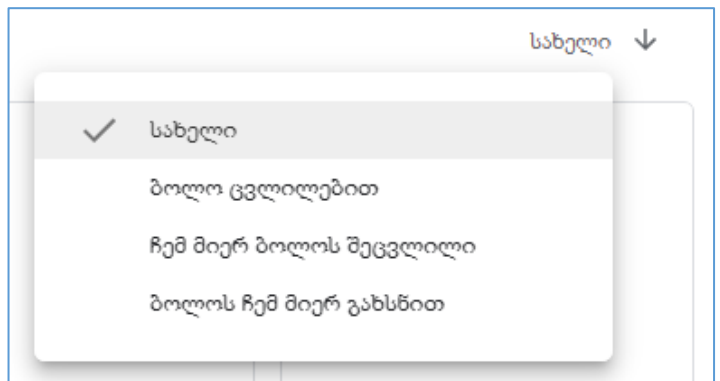 სახელი
სახელი
ბოლო ცვლილებით
ჩემ მიერ ბოლოს შეცვლილი
ბოლოს ჩემ მიერ გახსნით